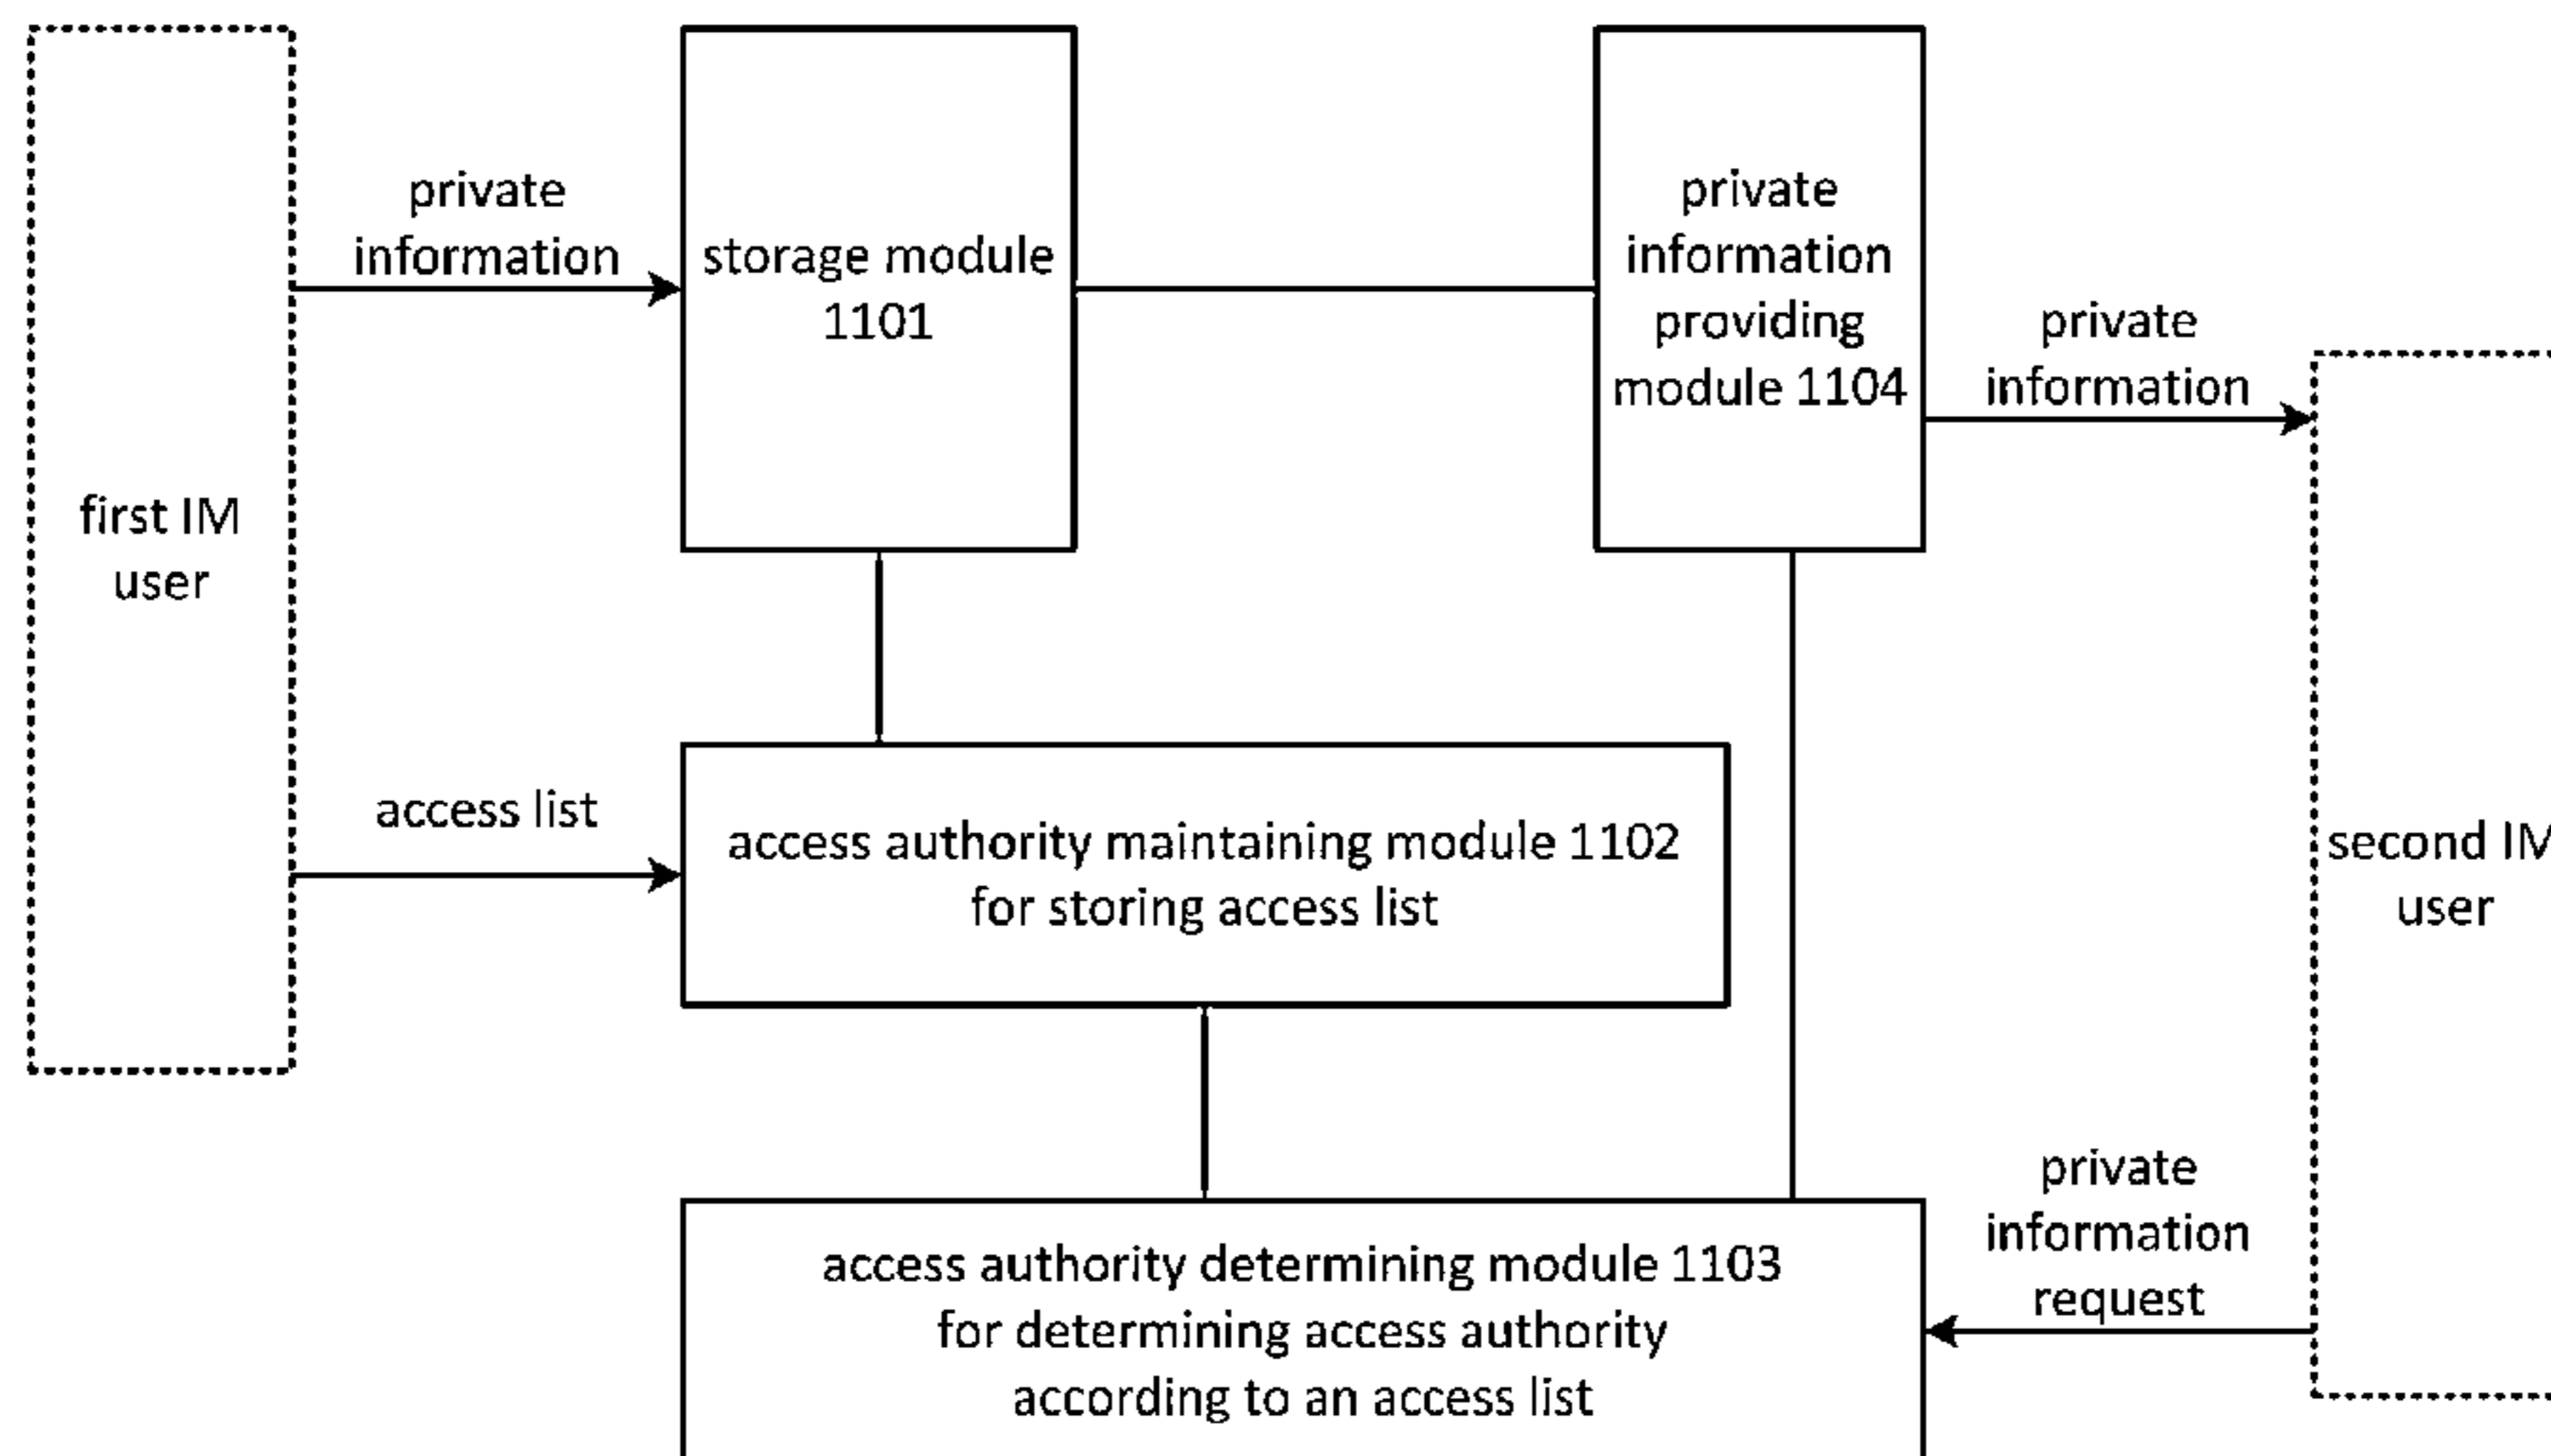 private
information
storage module
1101
private
information
providing
module 1104
private
information
first IM
user
access list
access authority maintaining module 1102
for storing access list
second IM
user
private
information
request
access authority determining module 1103
for determining access authority
according to an access list